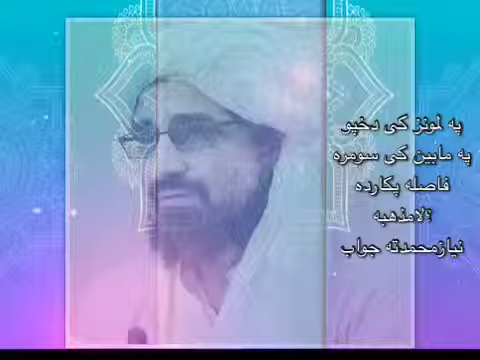 په لمونز کی دخپو
په مابین کی سومره
فاصله پکارده
؟لامذهبه
نیازمحمدته جواب